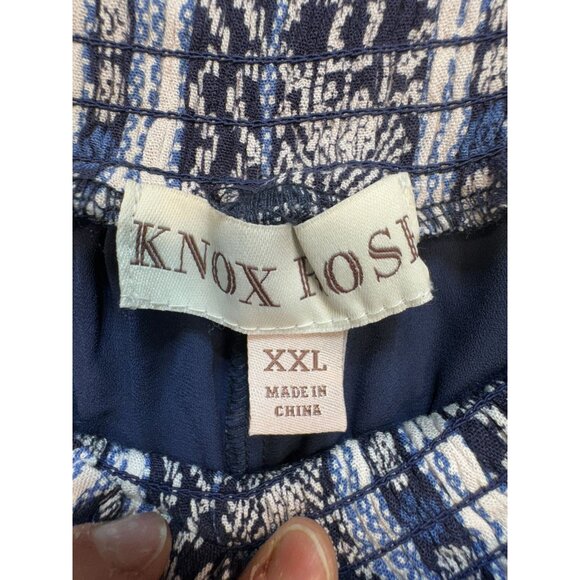 KNOX ROSE
XXL
MADE IN
CHINA